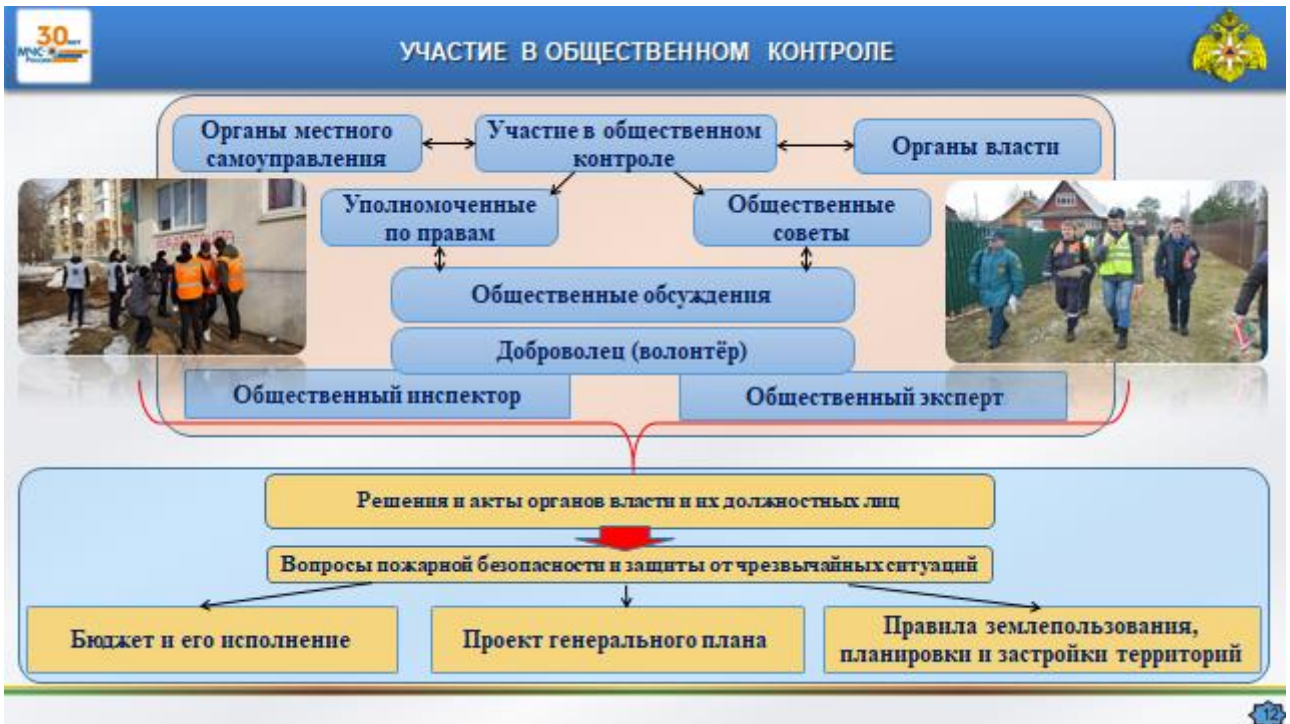 30 лет
МЧС
России
УЧАСТИЕ В ОБЩЕСТВЕННОМ КОНТРОЛЕ
Органы местного
самоуправления
Участие в общественном
контроле
Органы власти
Уполномоченные
по правам
Общественные
советы
Общественные обсуждения
Доброволец (волонтёр)
Общественный инспектор
Общественный эксперт
Решения и акты органов власти и их должностных лиц
Вопросы пожарной безопасности и защиты от чрезвычайных ситуаций
Бюджет и его исполнение
Проект генерального плана
Правила землепользования,
планировки и застройки территорий
12